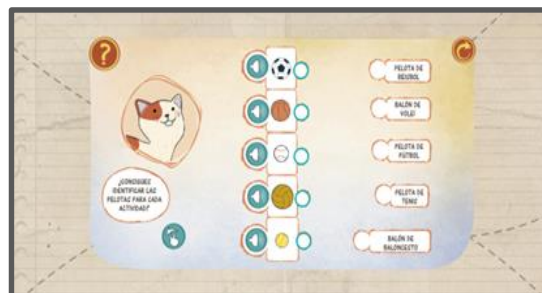 ?
¿CONSIGUES
IDENTIFICAR LAS
PELOTAS PARA CADA
ACTIVIDAD?
PELOTA DE
BEISBOL
BALÓN DE
VOLEI
PELOTA DE
FUTBOL
PELOTA DE
TENIS
BALÓN DE
BALONCESTO